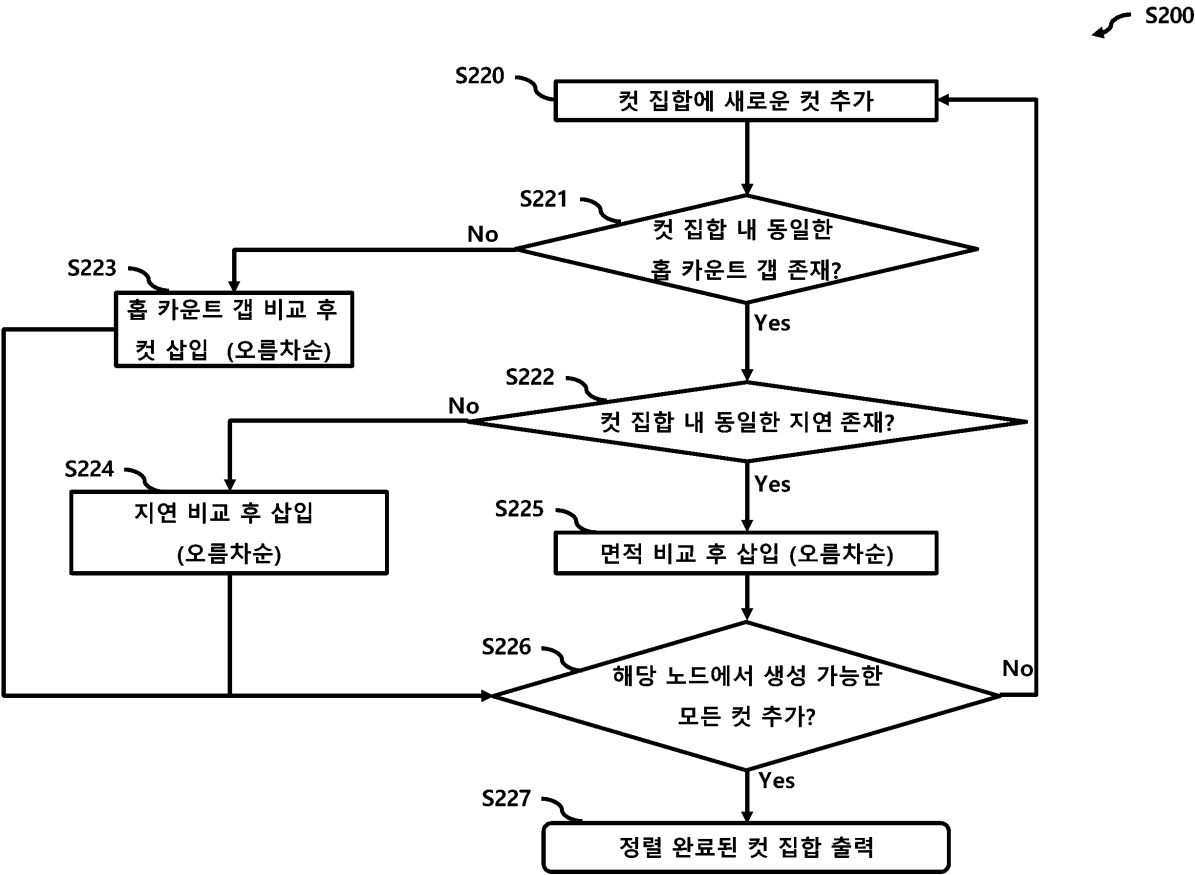 S200
S220
컷 집합에 새로운 컷 추가
S221
컷 집합 내 동일한
홉 카운트 갭 존재?
No
Yes
S223
홉 카운트 갭 비교 후
컷 삽입 (오름차순)
S222
컷 집합 내 동일한 지연 존재?
No
Yes
S224
지연 비교 후 삽입
(오름차순)
S225
면적 비교 후 삽입 (오름차순)
S226
해당 노드에서 생성 가능한
모든 컷 추가?
No
Yes
S227
정렬 완료된 컷 집합 출력